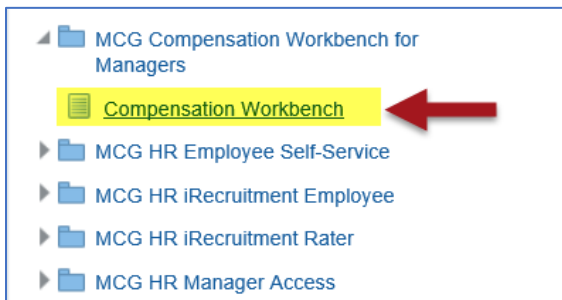 MCG Compensation Workbench for
Managers
Compensation Workbench
MCG HR Employee Self-Service
MCG HR iRecruitment Employee
MCG HR iRecruitment Rater
MCG HR Manager Access